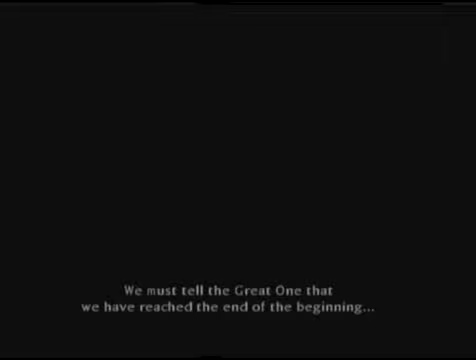 We must tell the Great One that
we have reached the end of the beginning...